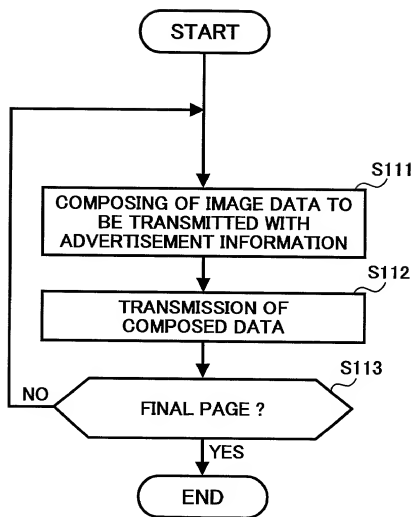 START
S111
COMPOSING OF IMAGE DATA TO
BE TRANSMITTED WITH
ADVERTISEMENT INFORMATION
S112
TRANSMISSION OF
COMPOSED DATA
S113
NO
FINAL PAGE ?
YES
END